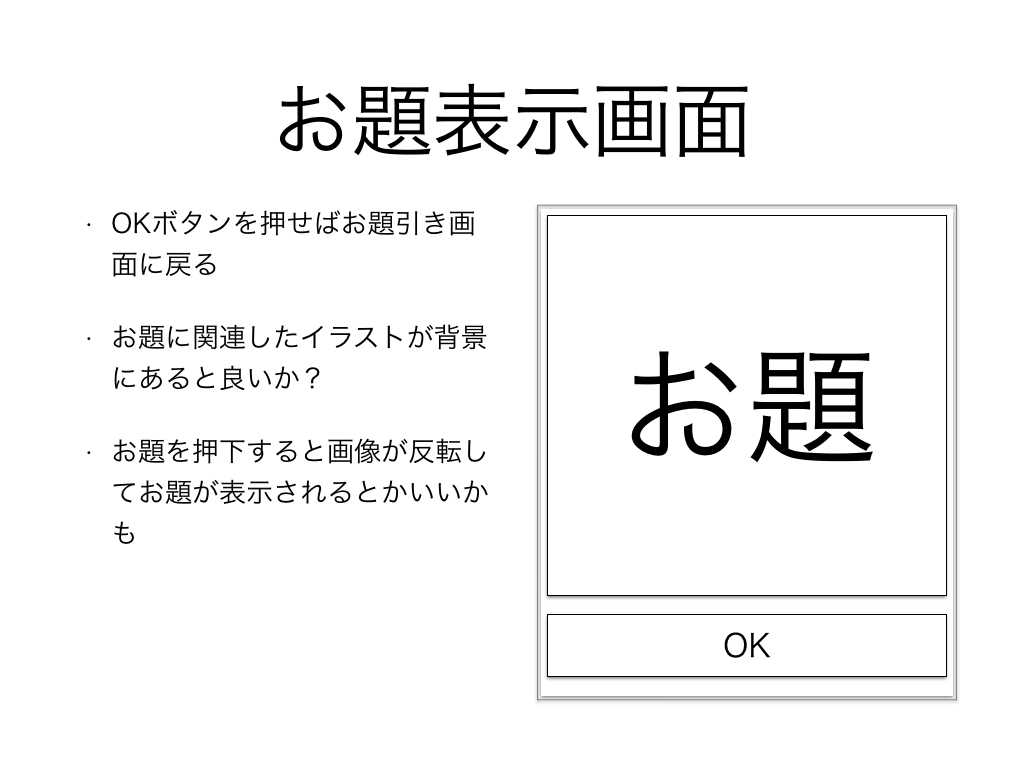 お題表示画面
・ OKボタンを押せばお題引き画
面に戻る
・ お題に関連したイラストが背景
にあると良いか？
・ お題を押下すると画像が反転し
てお題が表示されるとかいいか
も
お題
OK